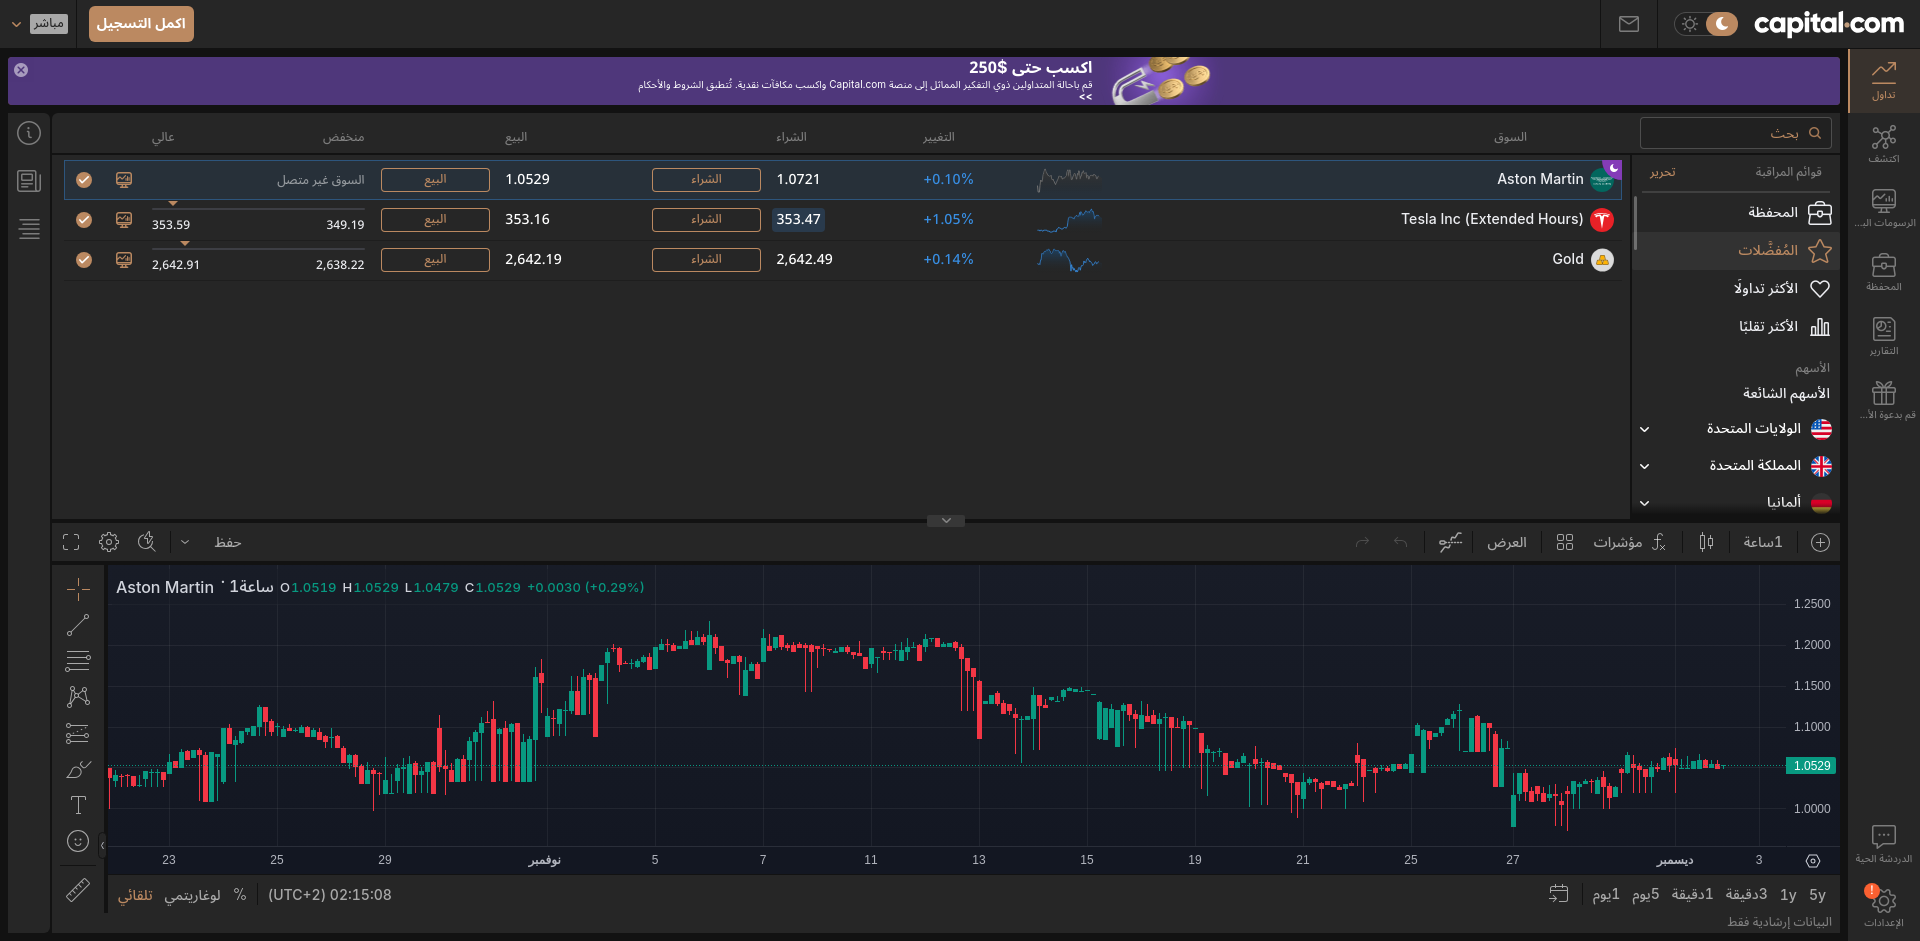 capital.com
اكمل التسجيل
مباشر
اكسب حتى $250
قم بإحالة المتداولين ذوي التفكير المماثل إلى منصة Capital.com واكسب مكافآت نقدية. تُتطبق الشروط والأحكام
>>
تداول
اكتشف
الرسومات الب...
المحفظة
التقارير
قم بدعوة الأ...
الدردشة الحية
!
الإعدادات
بحث
قوائم المراقبة تحرير
المحفظة
المُفضَّلات
الأكثر تداولًا
الأكثر تقلبًا
الأسهم
الأسهم الشائعة
الولايات المتحدة
المملكة المتحدة
ألمانيا
السوق التغيير الشراء البيع منخفض عالي
Aston Martin +0.10% 1.0721 الشراء 1.0529 البيع السوق غير متصل
Tesla Inc (Extended Hours) +1.05% 353.47 الشراء 353.16 البيع 349.19 353.59
Gold +0.14% 2,642.49 الشراء 2,642.19 البيع 2,638.22 2,642.91
1ساعة مؤشرات العرض حفظ
Aston Martin · 1ساعة O1.0519 H1.0529 L1.0479 C1.0529 +0.0030 (+0.29%)
1.2500
1.2000
1.1500
1.1000
1.0529
1.0000
23 25 29 نوفمبر 5 7 11 13 15 19 21 25 27 ديسمبر 3
5y 1y 3دقيقة 1دقيقة 5يوم 1يوم
02:15:08 (UTC+2) % لوغاريتمي تلقائي
البيانات إرشادية فقط